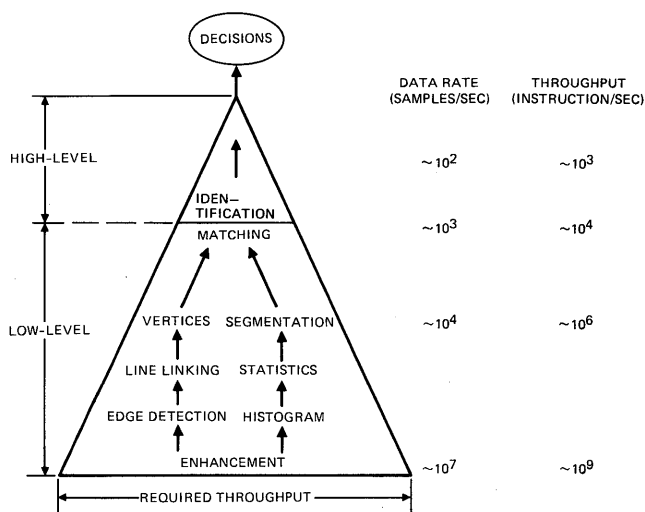 DECISIONS
DATA RATE THROUGHPUT
(SAMPLES/SEC) (INSTRUCTION/SEC)
HIGH-LEVEL ~10² ~10³
IDEN-
TIFICATION
MATCHING ~10³ ~10⁴
LOW-LEVEL VERTICES SEGMENTATION ~10⁴ ~10⁶
LINE LINKING STATISTICS
EDGE DETECTION HISTOGRAM
ENHANCEMENT ~10⁷ ~10⁹
REQUIRED THROUGHPUT